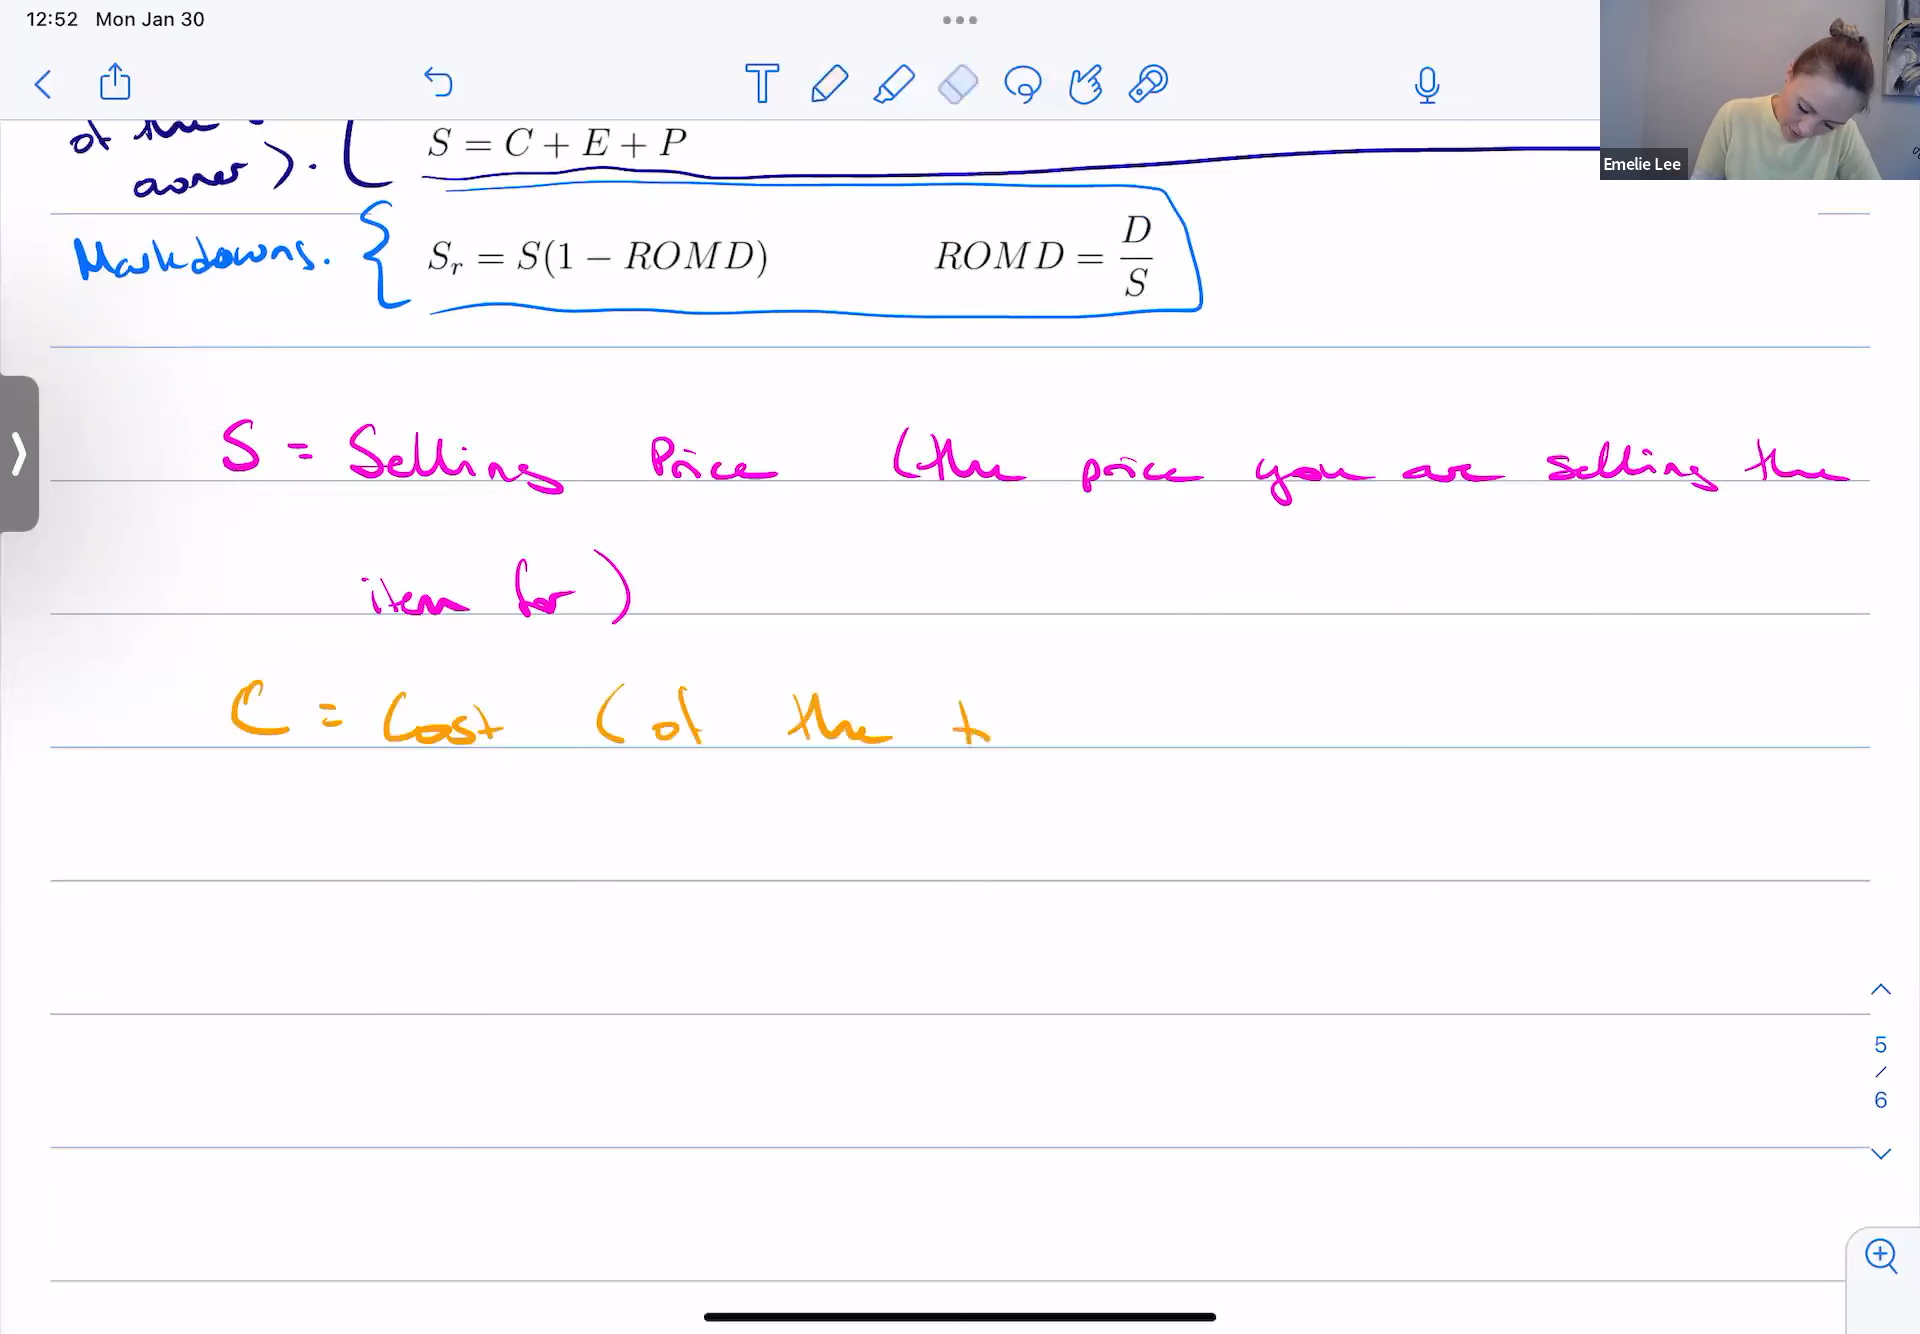 12:52 Mon Jan 30
Emelie Lee
of the
S = C + E + P
owner).
Markdowns.
S_r = S(1 − ROMD) ROMD = D/S
S = Selling Price (the price you are selling the
item for)
C = Cost (of the t
5
/
6